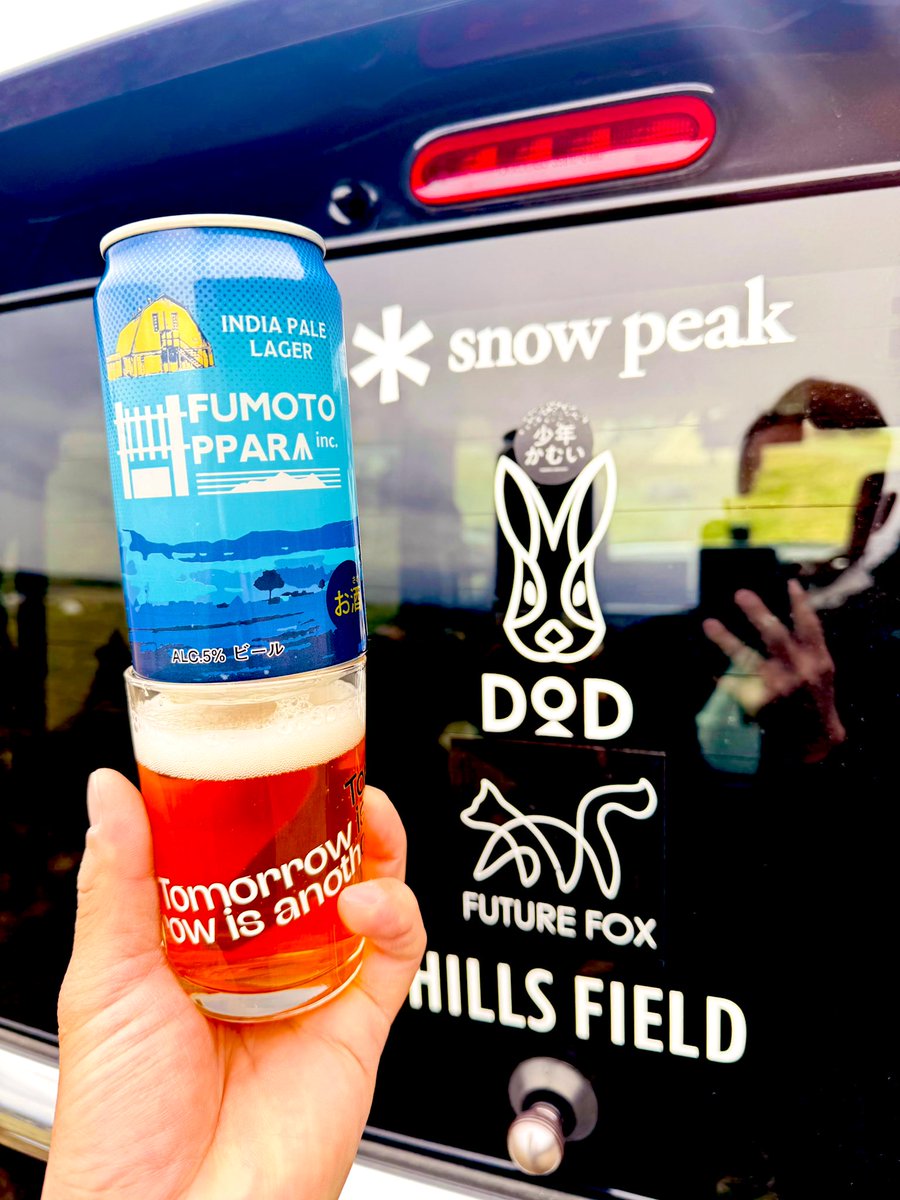 INDIA PALE
LAGER
FUMOTO
PPARA inc.
お酒
ALC.5% ビール
Tomorrow
now is anoth
snow peak
少年
かむい
DOD
FUTURE FOX
HILLS FIELD